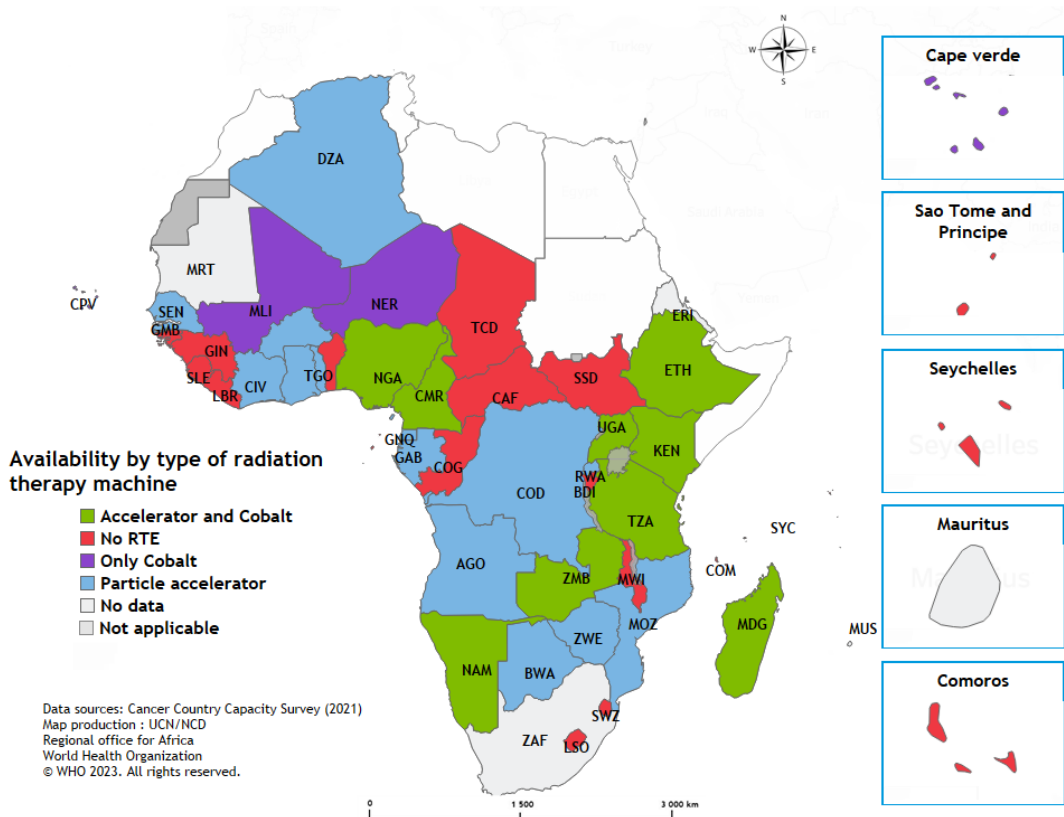 N
W
E
S
DZA
MRT
CPV
SEN
GMB
GIN
SLE
LBR
MLI
CIV
TGO
NER
NGA
TCD
CMR
CAF
SSD
ERI
ETH
UGA
KEN
GNQ
GAB
COG
COD
RWA
BDI
TZA
AGO
ZMB
MWI
MOZ
COM
SYC
MDG
MUS
ZWE
NAM
BWA
SWZ
ZAF
LSO
Availability by type of radiation
therapy machine
Accelerator and Cobalt
No RTE
Only Cobalt
Particle accelerator
No data
Not applicable
Data sources: Cancer Country Capacity Survey (2021)
Map production : UCN/NCD
Regional office for Africa
World Health Organization
© WHO 2023. All rights reserved.
0
1 500
3 000 km
Cape verde
Sao Tome and
Principe
Seychelles
Seychelles
Mauritus
Comoros